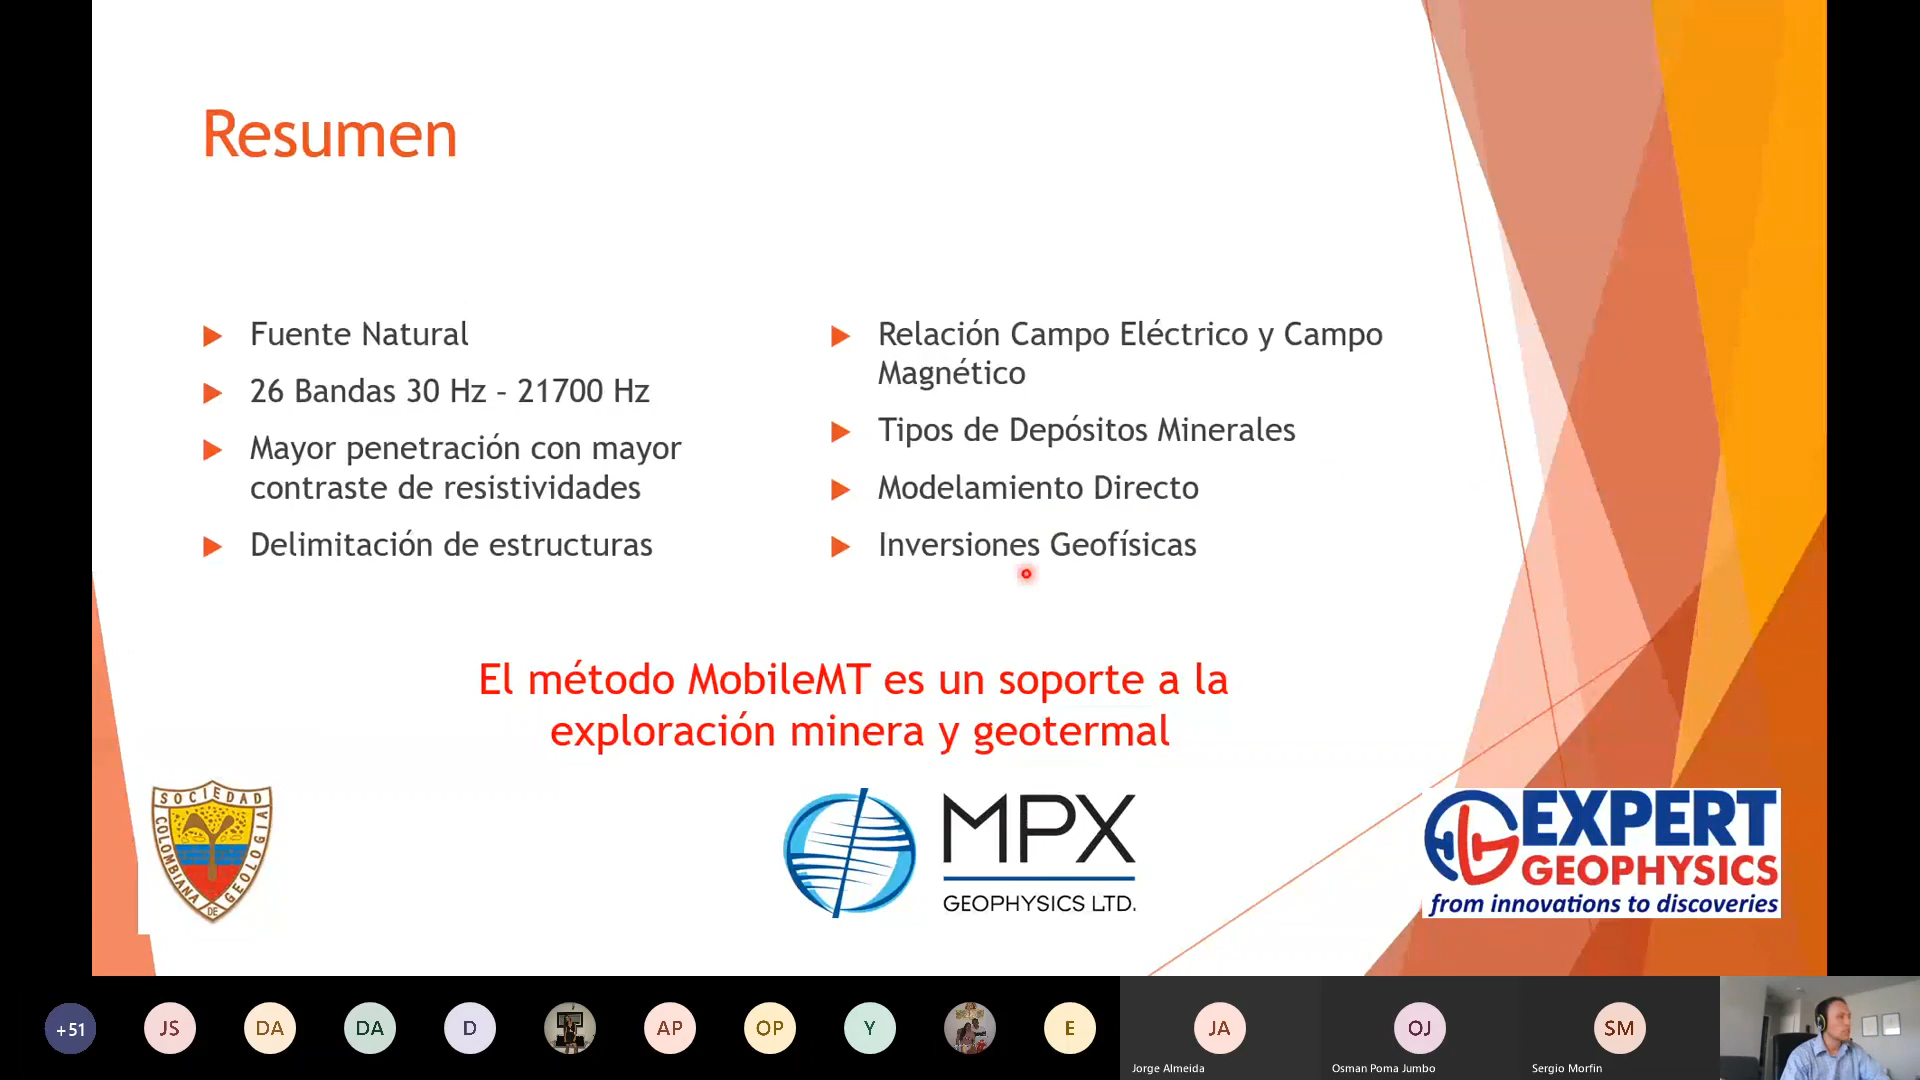 Resumen
Fuente Natural
26 Bandas 30 Hz – 21700 Hz
Mayor penetración con mayor
contraste de resistividades
Delimitación de estructuras
Relación Campo Eléctrico y Campo
Magnético
Tipos de Depósitos Minerales
Modelamiento Directo
Inversiones Geofísicas
El método MobileMT es un soporte a la
exploración minera y geotermal
SOCIEDAD
COLOMBIANA
DE
GEOLOGIA
MPX
GEOPHYSICS LTD.
EXPERT
GEOPHYSICS
from innovations to discoveries
+51
JS
DA
DA
D
AP
OP
Y
E
JA
OJ
SM
Jorge Almeida
Osman Poma Jumbo
Sergio Morfin